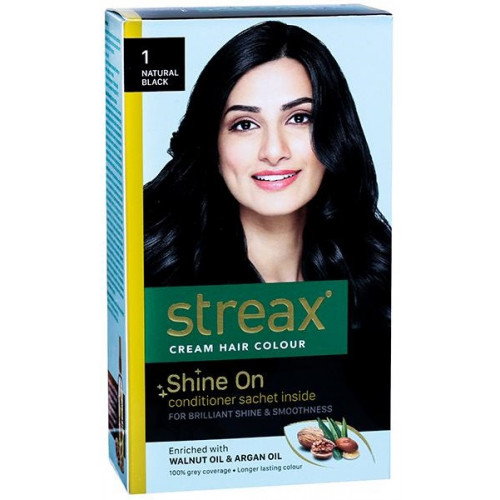 1
NATURAL
BLACK
streax®
CREAM HAIR COLOUR
Shine On
conditioner sachet inside
FOR BRILLIANT SHINE & SMOOTHNESS
Enriched with
WALNUT OIL & ARGAN OIL
100% grey coverage • Longer lasting colour